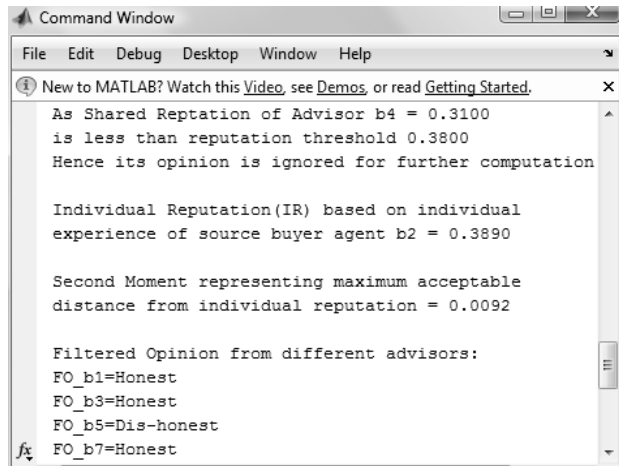 Command Window
File Edit Debug Desktop Window Help
New to MATLAB? Watch this Video, see Demos, or read Getting Started.
As Shared Reptation of Advisor b4 = 0.3100
is less than reputation threshold 0.3800
Hence its opinion is ignored for further computation
Individual Reputation(IR) based on individual
experience of source buyer agent b2 = 0.3890
Second Moment representing maximum acceptable
distance from individual reputation = 0.0092
Filtered Opinion from different advisors:
FO_b1=Honest
FO_b3=Honest
FO_b5=Dis-honest
fx FO_b7=Honest